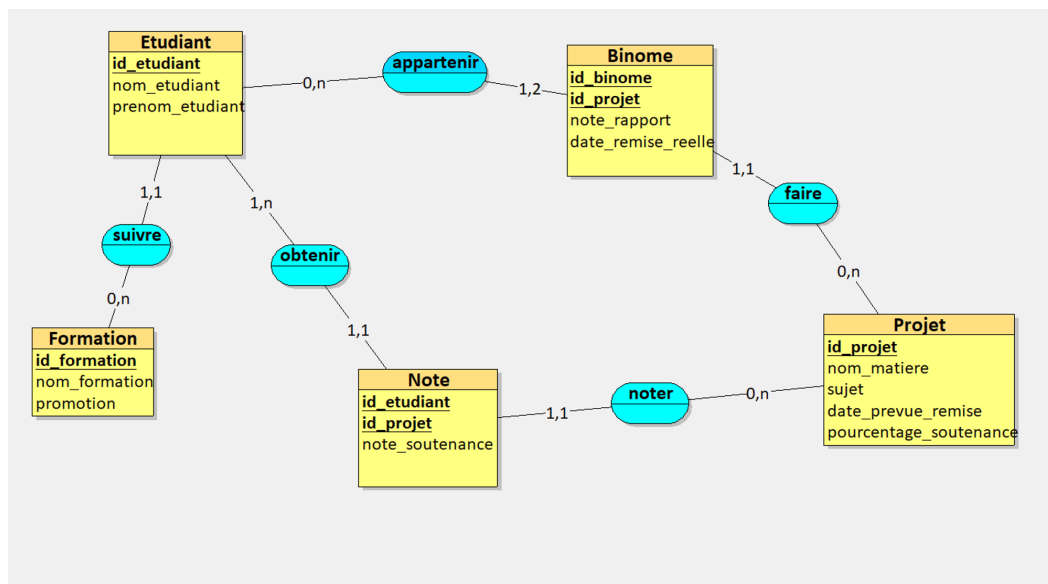 Etudiant
id_etudiant
nom_etudiant
prenom_etudiant
0,n
appartenir
1,2
Binome
id_binome
id_projet
note_rapport
date_remise_reelle
1,1
faire
0,n
1,1
suivre
0,n
1,n
obtenir
1,1
Formation
id_formation
nom_formation
promotion
Note
id_etudiant
id_projet
note_soutenance
1,1
noter
0,n
Projet
id_projet
nom_matiere
sujet
date_prevue_remise
pourcentage_soutenance